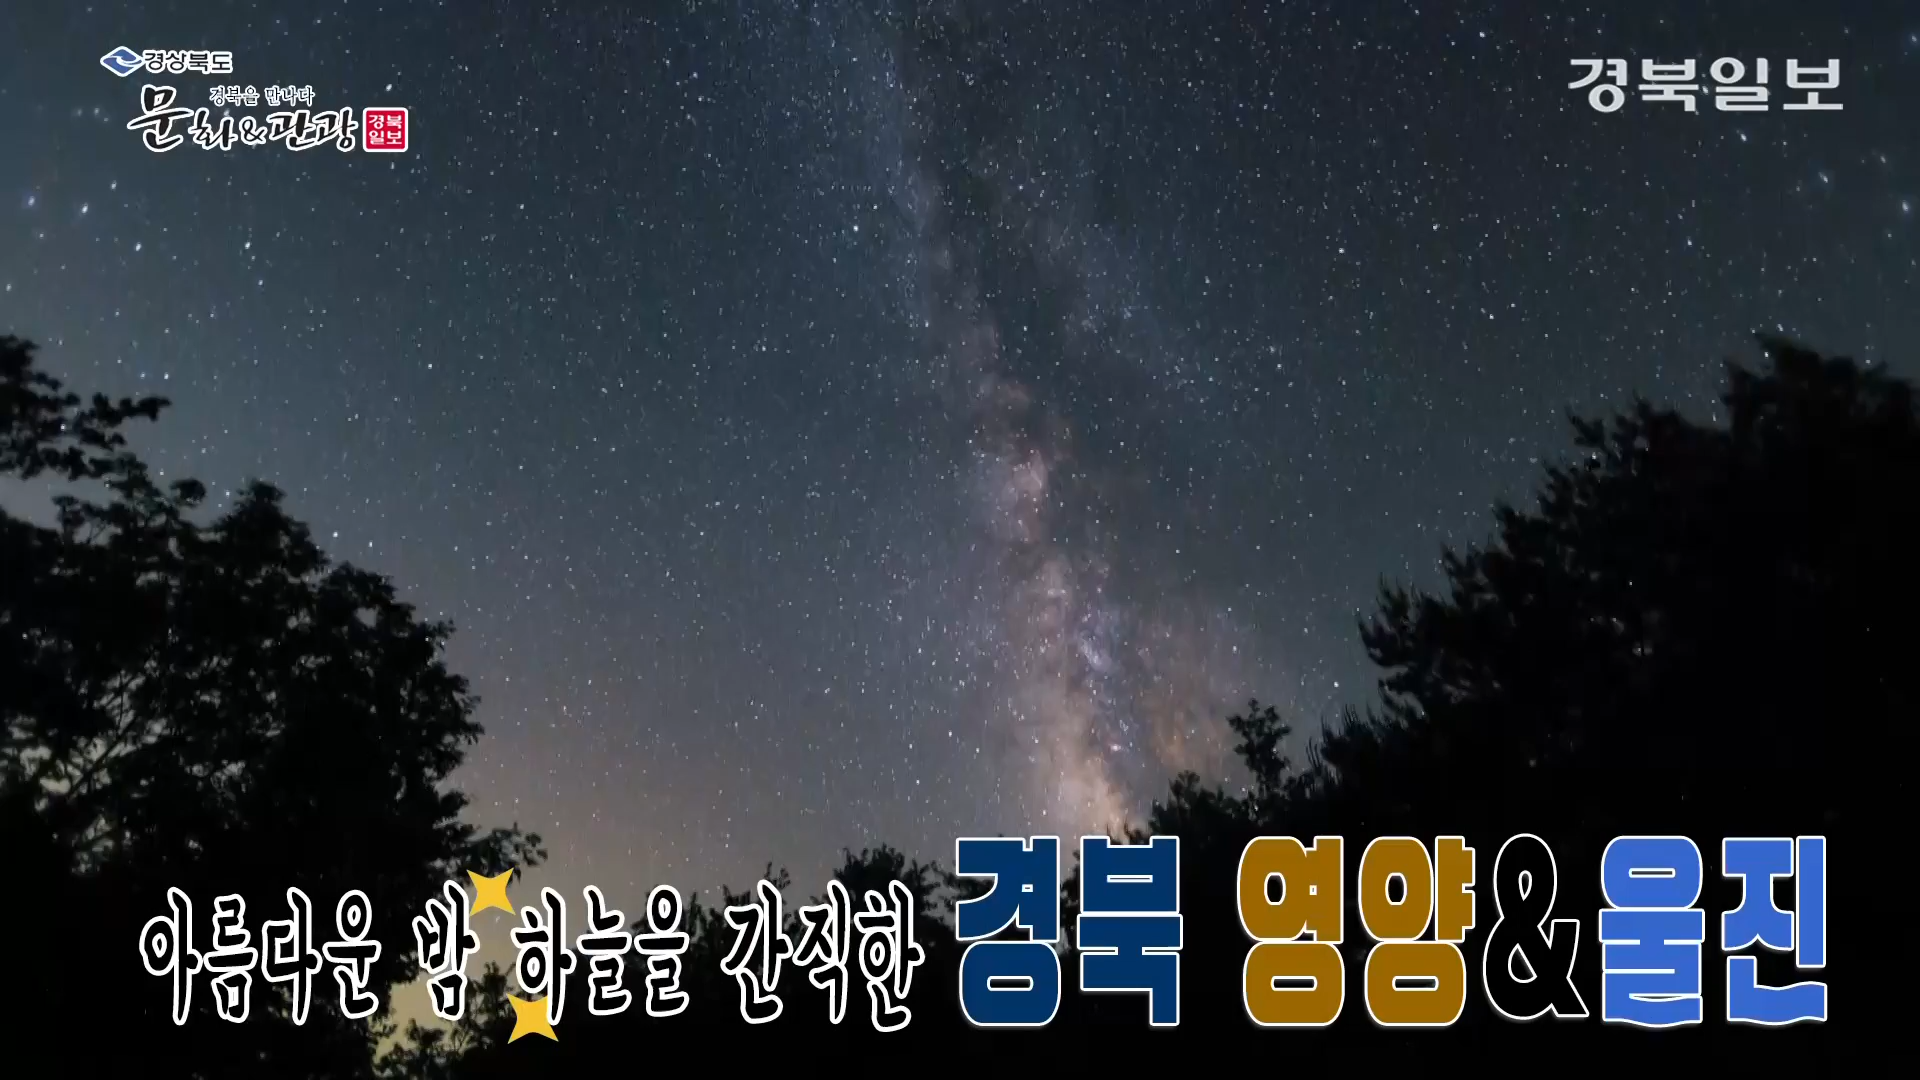 경상북도
경북을 만나다
문화&관광
경북
일보
경북일보
아름다운 밤 하늘을 간직한 경북 영양&울진